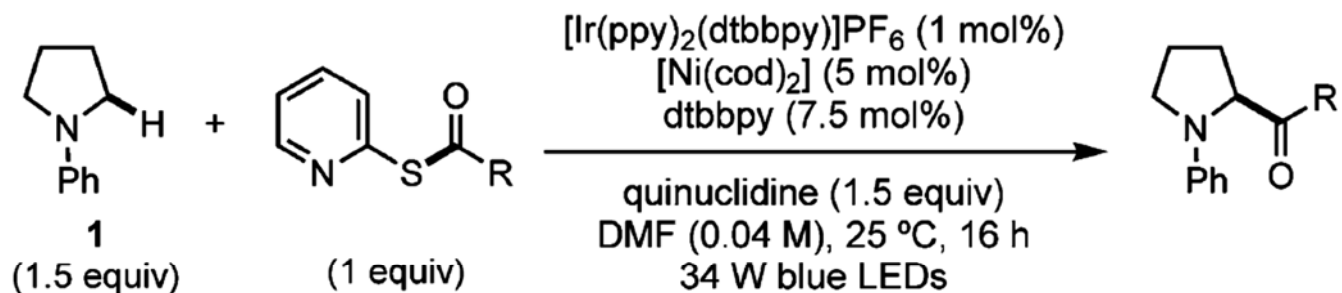 [Ir(ppy)2(dtbbpy)]PF6 (1 mol%)
[Ni(cod)2] (5 mol%)
dtbbpy (7.5 mol%)
N
H
Ph
1
(1.5 equiv)
+
N
S
O
R
(1 equiv)
quinuclidine (1.5 equiv)
DMF (0.04 M), 25 ºC, 16 h
34 W blue LEDs
N
Ph
O
R